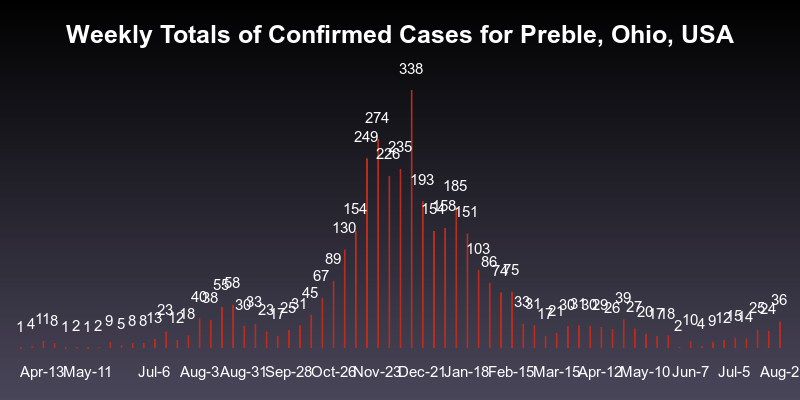 Weekly Totals of Confirmed Cases for Preble, Ohio, USA
1 4 11 8 1 2 1 2 9 5 8 8 13 23 12 18 40 38 55 58 30 33 23 17 25 31 45 67 89 130 154 249 274 226 235 338 193 154 158 185 151 103 86 74 75 33 31 17 21 30 31 30 29 26 39 27 20 17 18 2 10 4 9 12 15 14 25 24 36
Apr-13 May-11 Jul-6 Aug-3 Aug-31 Sep-28 Oct-26 Nov-23 Dec-21 Jan-18 Feb-15 Mar-15 Apr-12 May-10 Jun-7 Jul-5 Aug-2